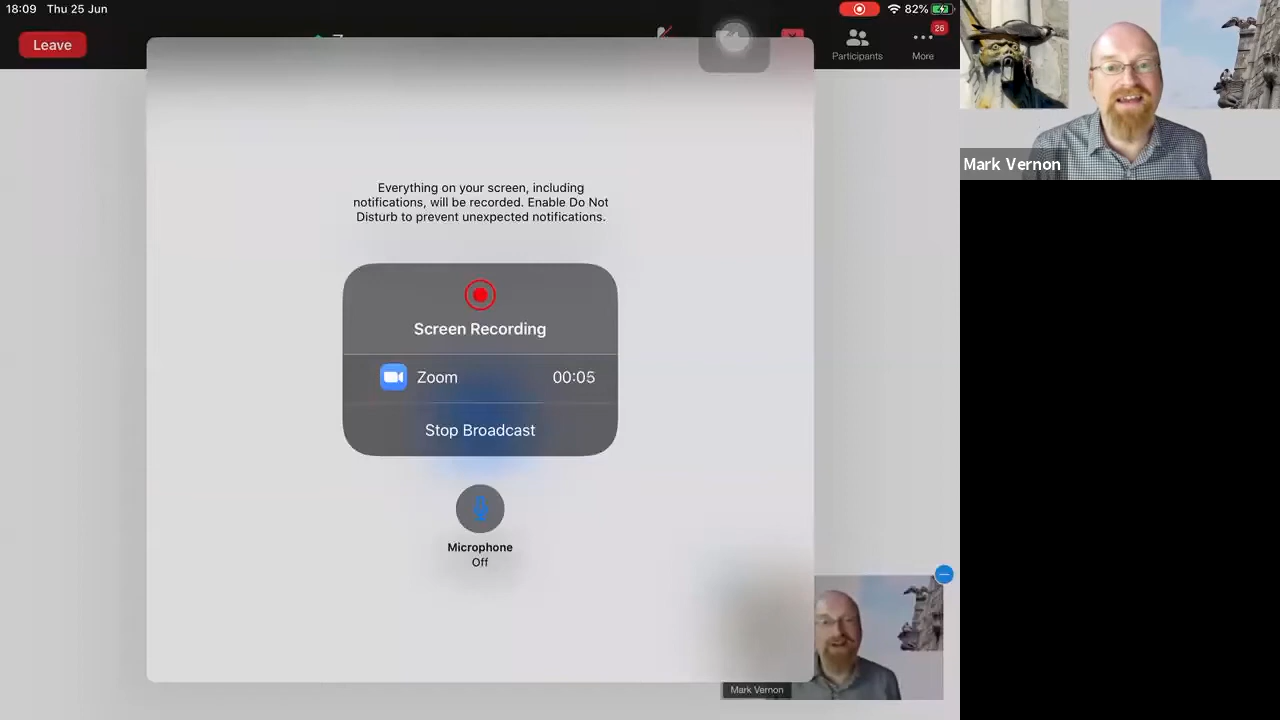 18:09 Thu 25 Jun
82%
Leave
Participants
More
26
Mark Vernon
Everything on your screen, including
notifications, will be recorded. Enable Do Not
Disturb to prevent unexpected notifications.
Screen Recording
Zoom 00:05
Stop Broadcast
Microphone
Off
Mark Vernon